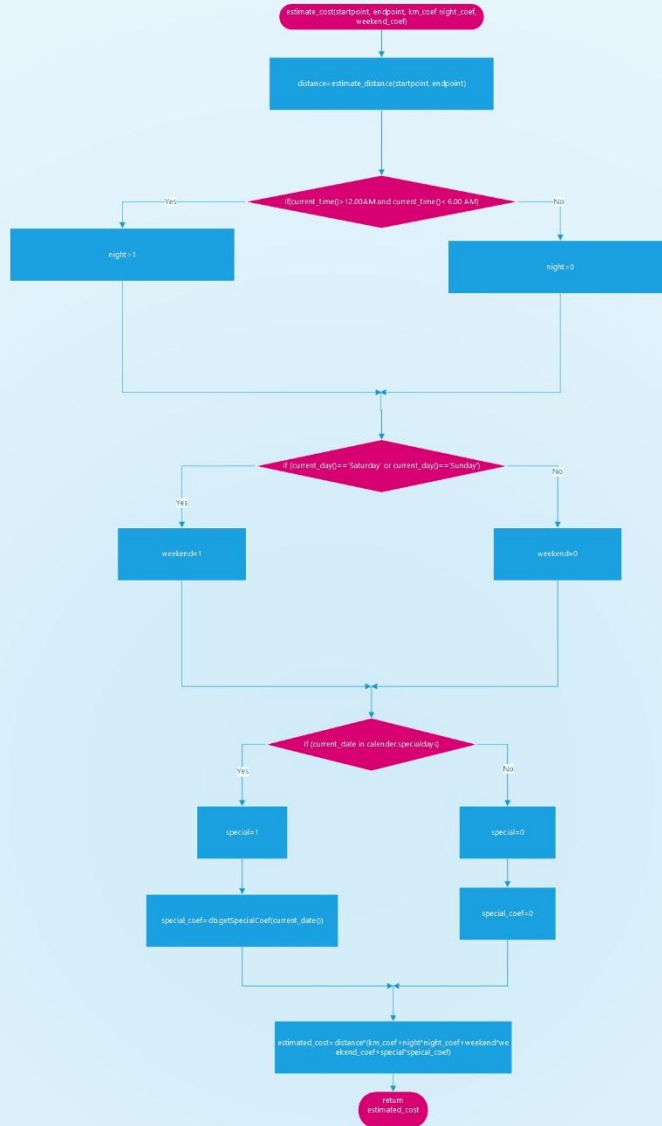 estimate_cost(startpoint, endpoint, km_coef night_coef,
weekend_coef)
distance=estimate_distance(startpoint, endpoint)
If(current_time()>12.00AM and current_time()< 6.00 AM)
Yes
No
night=1
night=0
If (current_day()=='Saturday' or current_day()=='Sunday')
Yes
No
weekend=1
weekend=0
If (current_date in calender.specialdays)
Yes
No
special=1
special=0
special_coef=db.getSpecialCoef(current_date())
special_coef=0
estimated_cost=distance*(km_coef+night*night_coef+weekend*we
ekend_coef+special*speical_coef)
return
estimated_cost